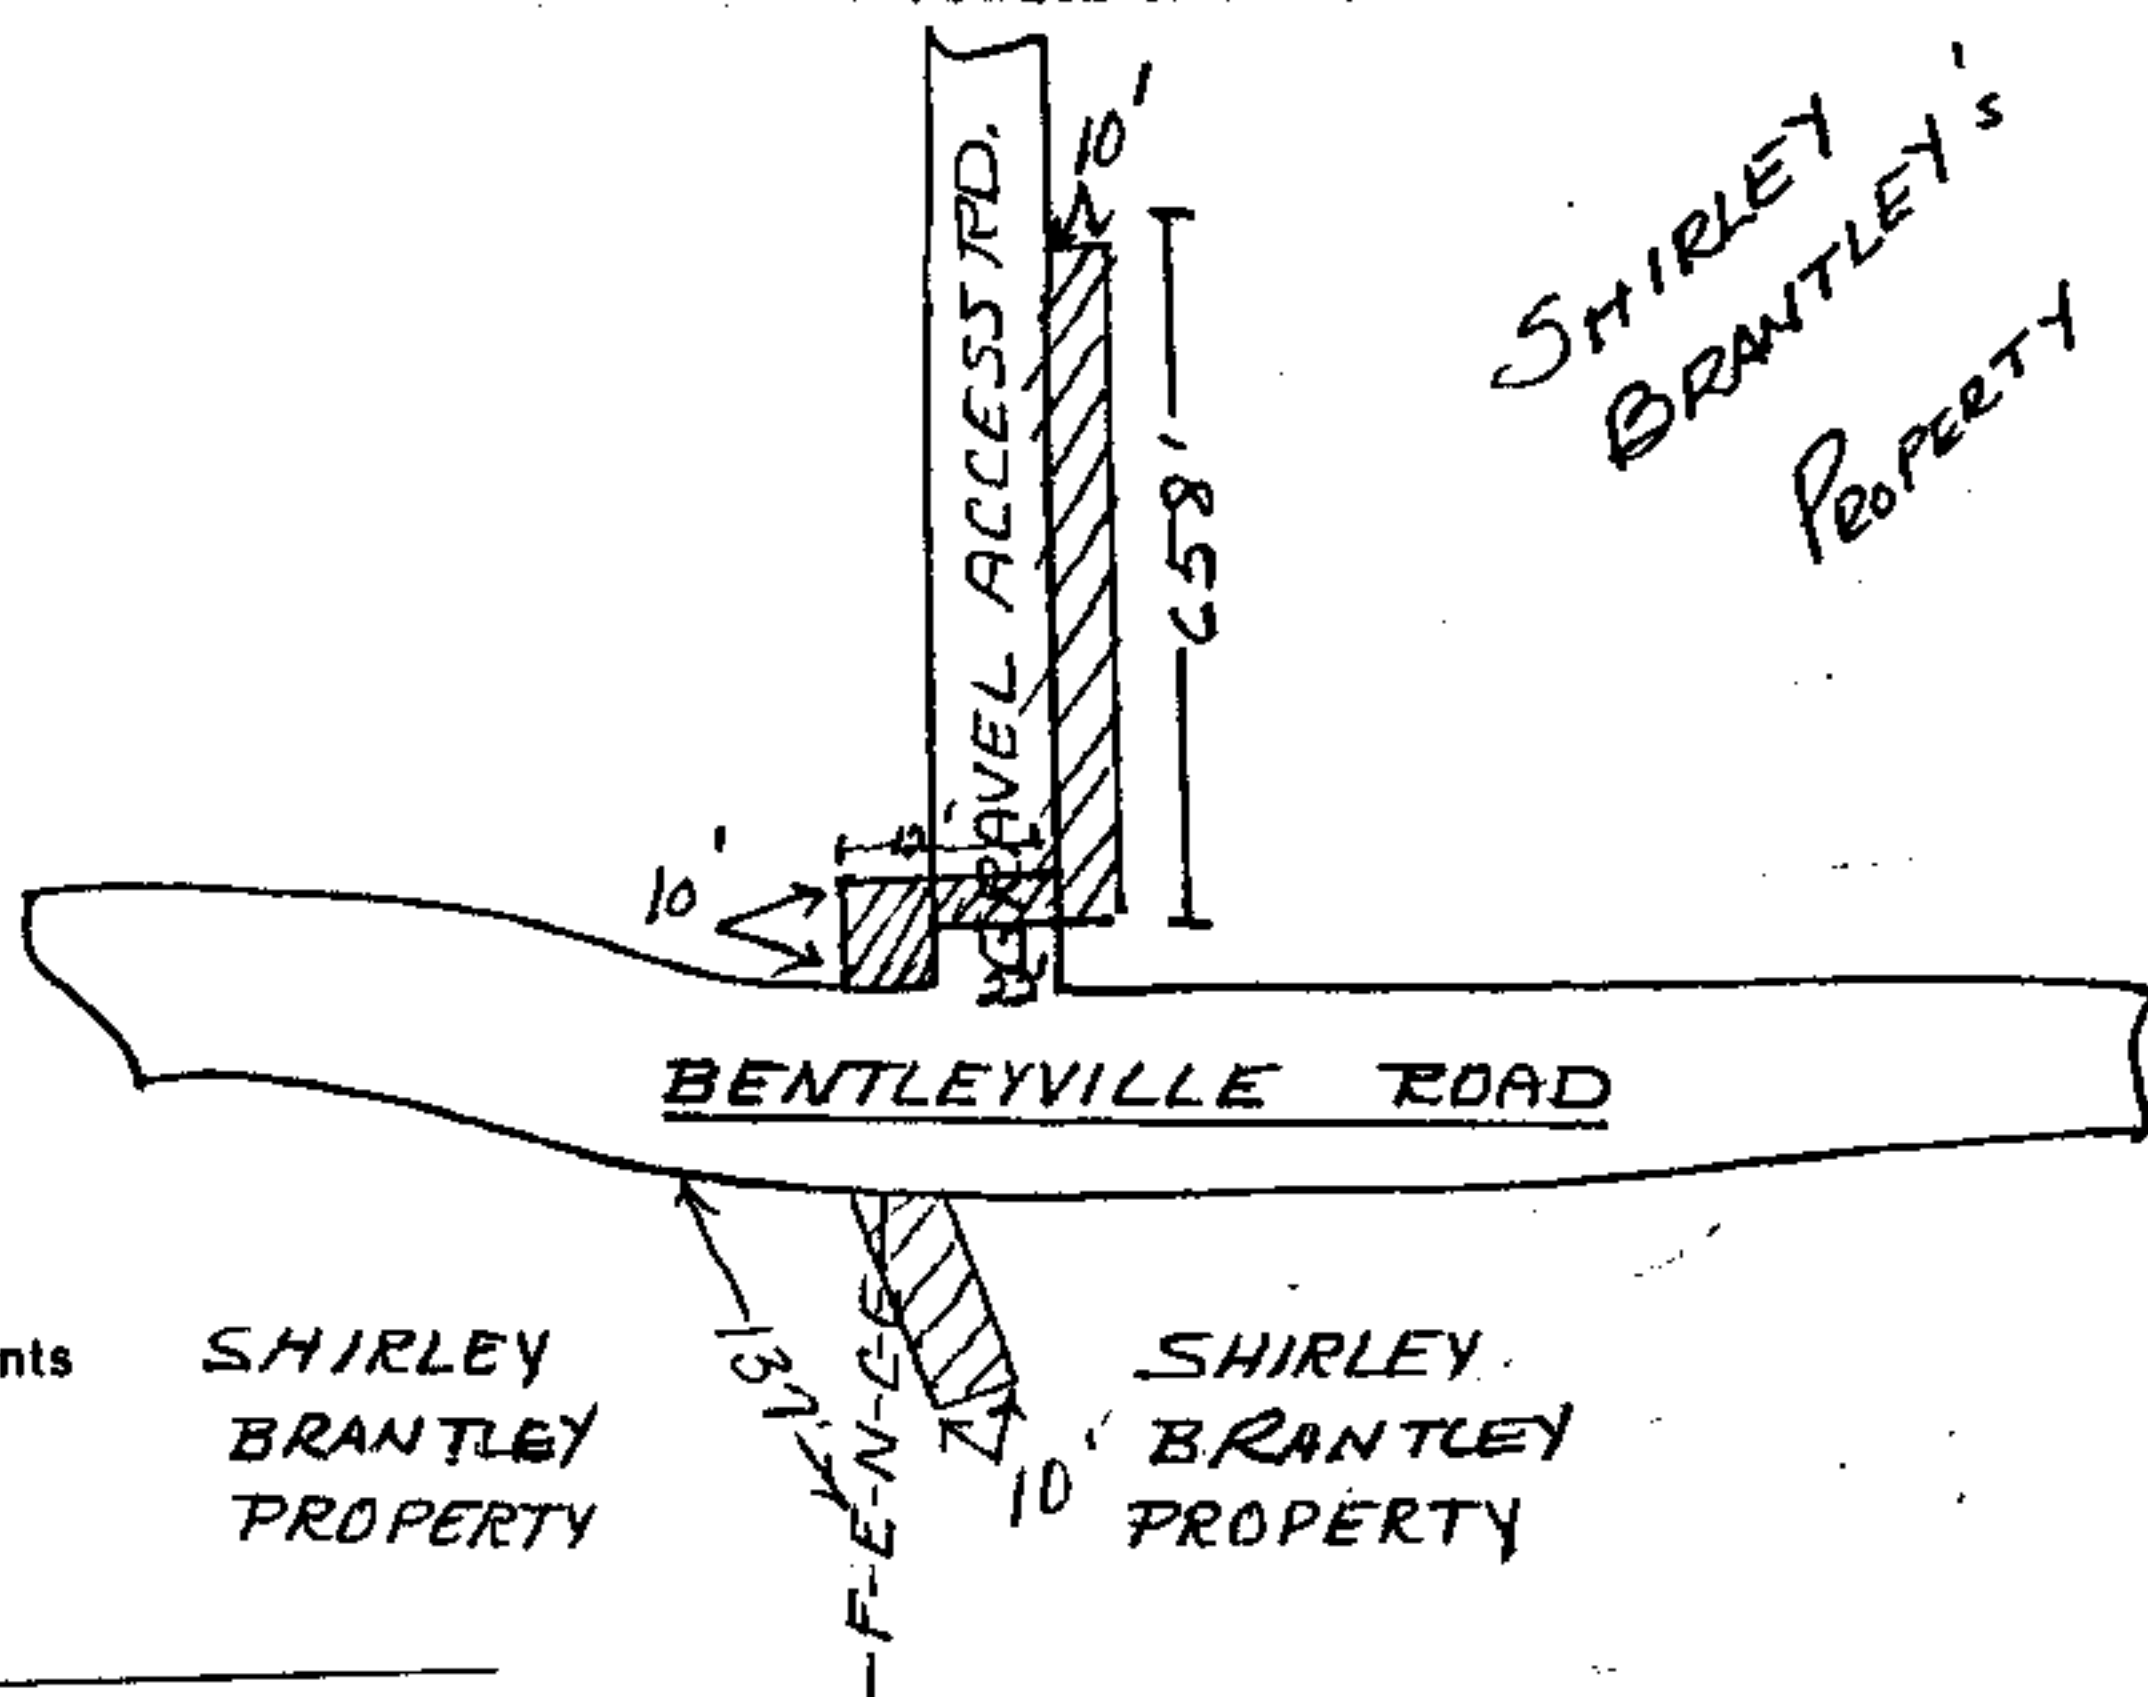 10'
SHIRLEY
BRANTLEY's
PROPERTY
GRAVEL ACCESS RD.
658'
10'
BENTLEYVILLE ROAD
nts
SHIRLEY
BRANTLEY
PROPERTY
137'
F-E-N-C-E
10'
SHIRLEY
BRANTLEY
PROPERTY